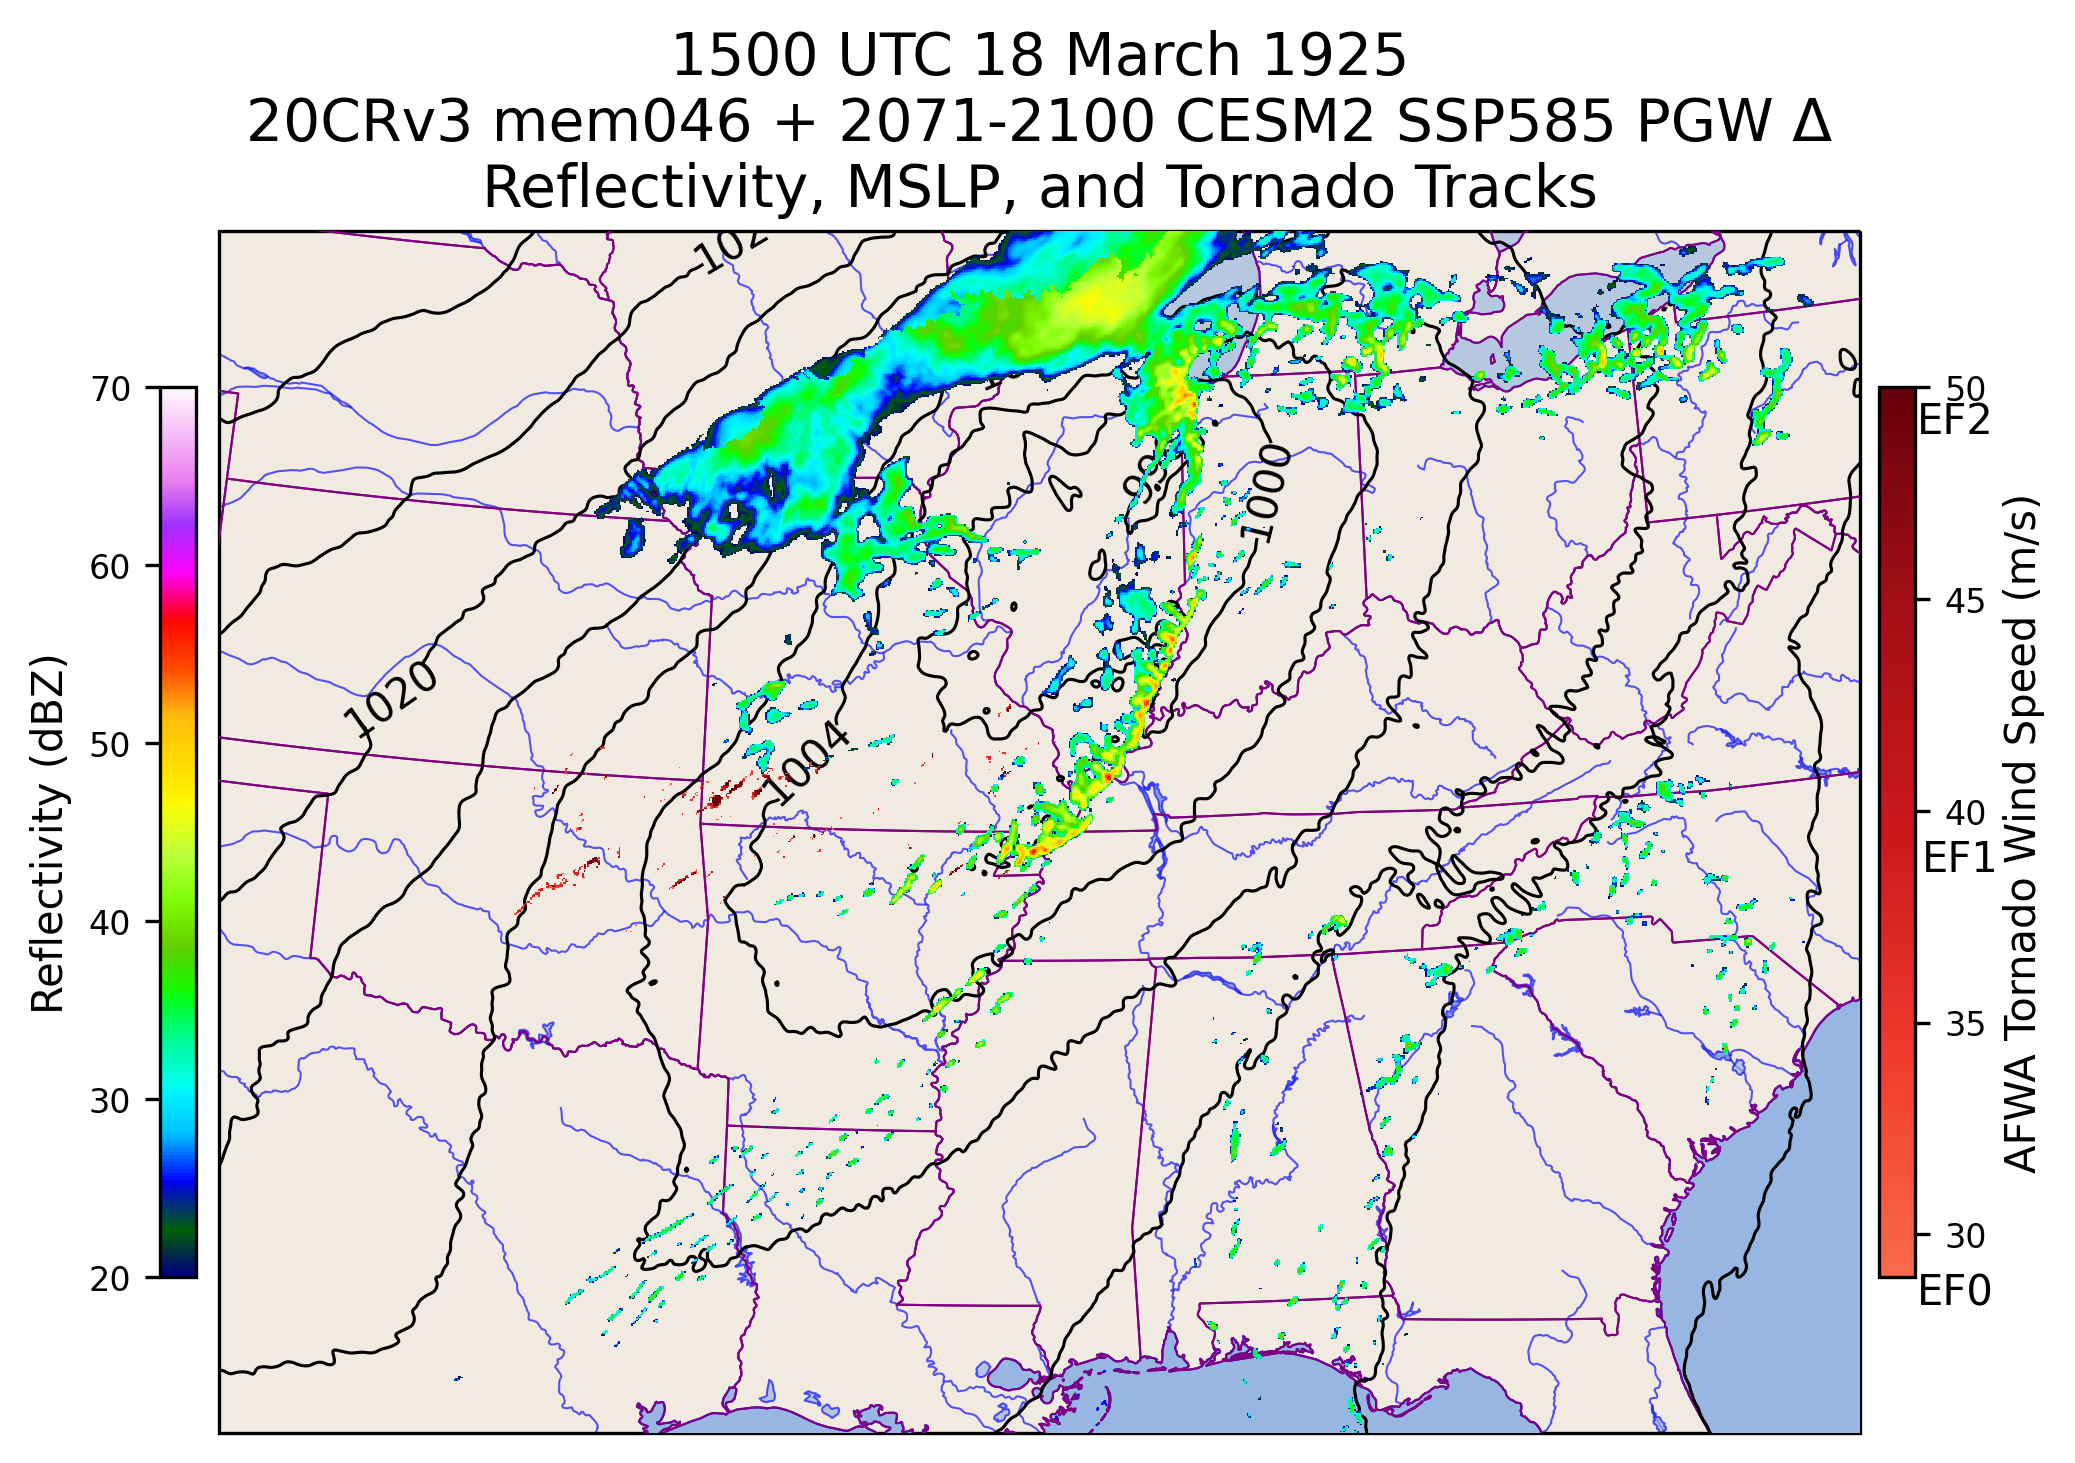 1500 UTC 18 March 1925
20CRv3 mem046 + 2071-2100 CESM2 SSP585 PGW Δ
Reflectivity, MSLP, and Tornado Tracks
102
1000
1020
1004
70
60
50
40
30
20
Reflectivity (dBZ)
50
EF2
45
40
EF1
35
30
EF0
AFWA Tornado Wind Speed (m/s)